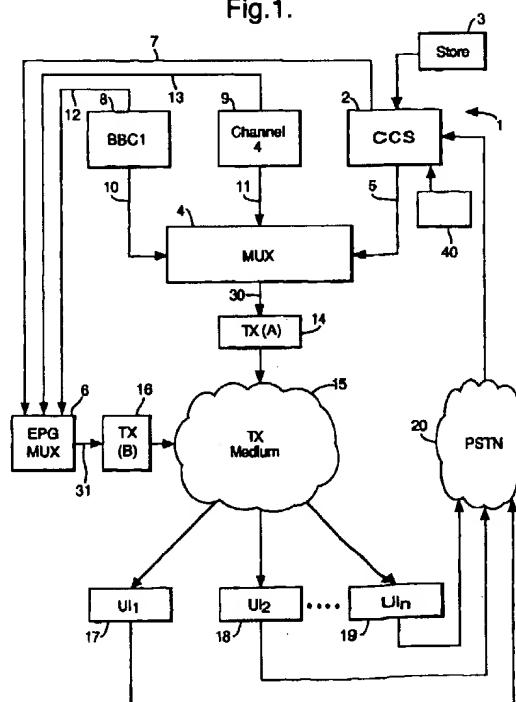 Fig.1.
7
3
Store
13
12
8
9
2
1
BBC1
Channel
4
CCS
10
11
5
40
4
MUX
30
TX (A)
14
15
6
16
20
EPG
MUX
TX
(B)
TX
Medium
PSTN
31
UI1
UI2
UIn
17
18
19